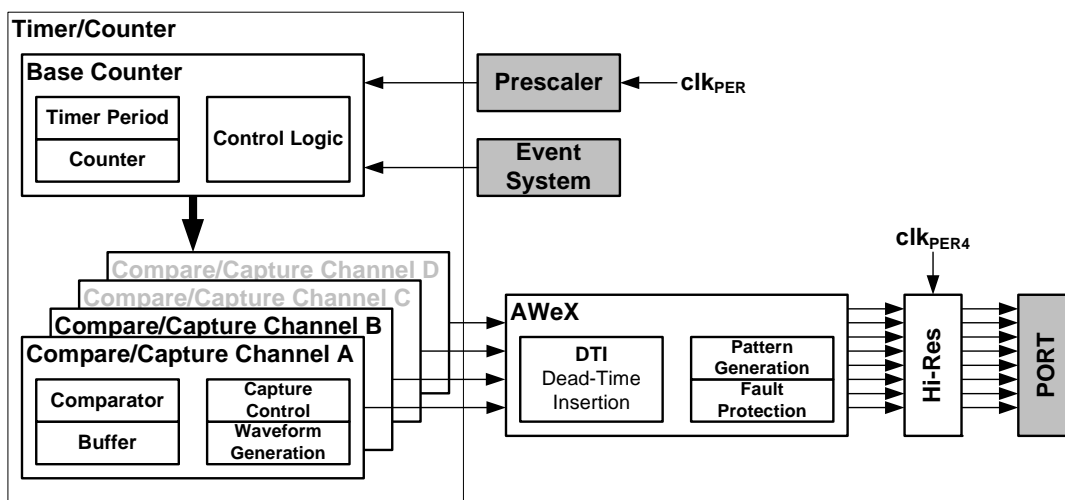 Timer/Counter
Base Counter
Timer Period
Counter
Control Logic
Prescaler
clkPER
Event
System
Compare/Capture Channel D
Compare/Capture Channel C
Compare/Capture Channel B
Compare/Capture Channel A
Comparator
Buffer
Capture
Control
Waveform
Generation
AWeX
DTI
Dead-Time
Insertion
Pattern
Generation
Fault
Protection
clkPER4
Hi-Res
PORT